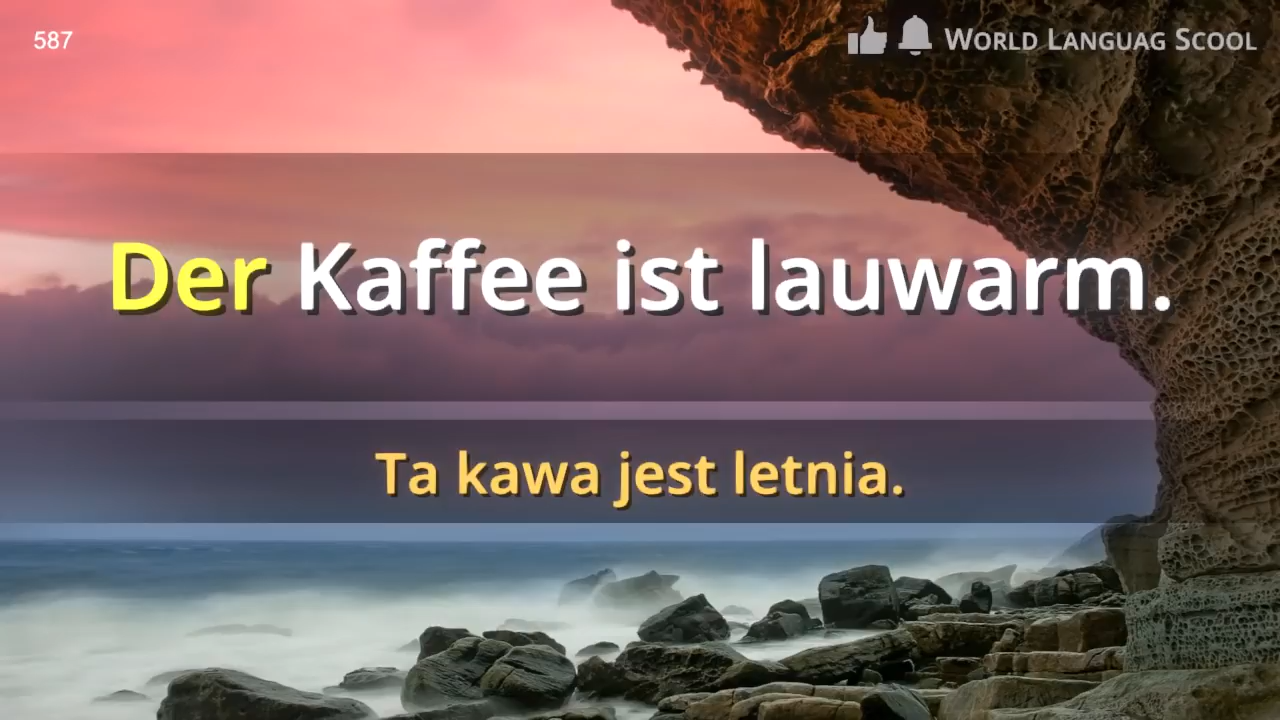 587
WORLD LANGUAG SCOOL
Der Kaffee ist lauwarm.
Ta kawa jest letnia.